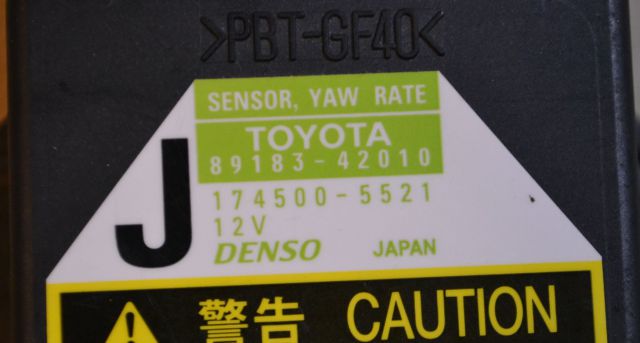 >PBT-GF40<
SENSOR, YAW RATE
TOYOTA
89183-42010
J
174500-5521
12V
DENSO JAPAN
警告 CAUTION